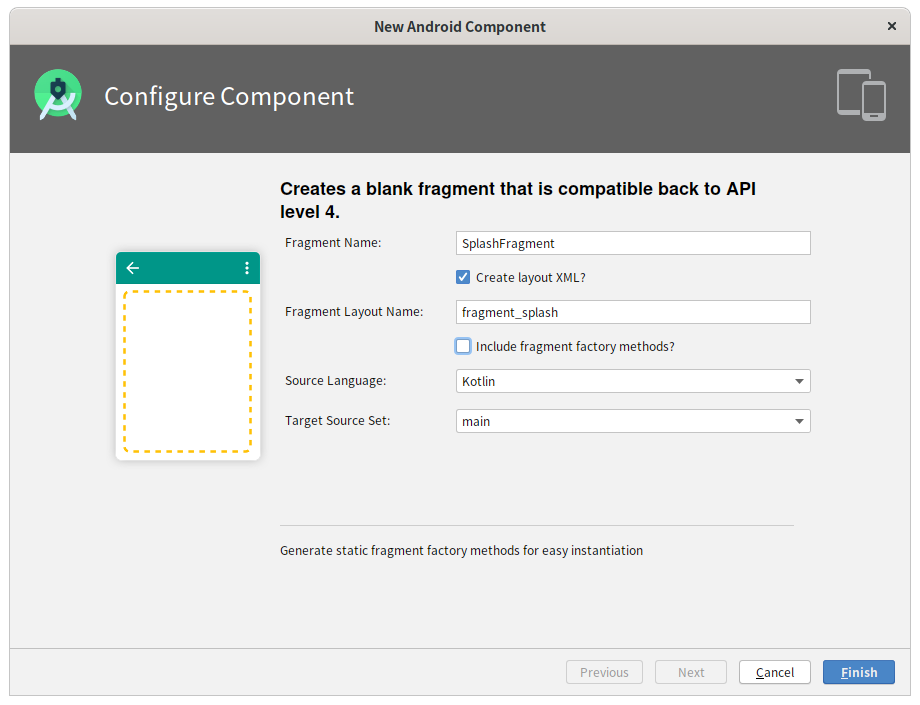 New Android Component
Configure Component
Creates a blank fragment that is compatible back to API
level 4.
Fragment Name:
SplashFragment
Create layout XML?
Fragment Layout Name:
fragment_splash
Include fragment factory methods?
Source Language:
Kotlin
Target Source Set:
main
Generate static fragment factory methods for easy instantiation
Previous
Next
Cancel
Finish